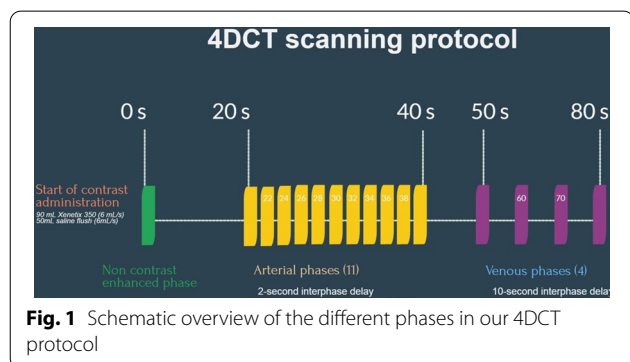 4DCT scanning protocol
0 s 20 s 40 s 50 s 80 s
22 24 26 28 30 32 34 36 38 60 70
Start of contrast
administration
90 mL Xenetix 350 (6 mL/s)
50mL saline flush (6mL/s)
Non contrast
enhanced phase
Arterial phases (11)
2-second interphase delay
Venous phases (4)
10-second interphase delay
Fig. 1 Schematic overview of the different phases in our 4DCT
protocol